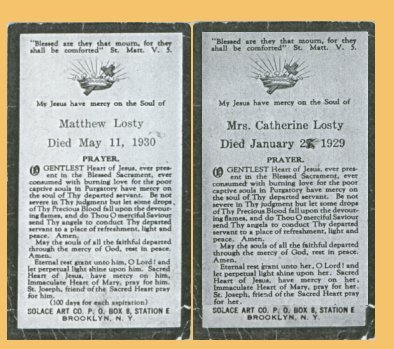 "Blessed are they that mourn, for they
shall be comforted" St. Matt. V. 5.
My Jesus have mercy on the Soul of
Matthew Losty
Died May 11, 1930
PRAYER.
O GENTLEST Heart of Jesus, ever pres-
ent in the Blessed Sacrament, ever
consumed with burning love for the poor
captive souls in Purgatory have mercy on
the soul of Thy departed servant. Be not
severe in Thy judgment but let some drops
of Thy Precious Blood fall upon the devour-
ing flames, and do Thou O merciful Saviour
send Thy angels to conduct Thy departed
servant to a place of refreshment, light and
peace. Amen.
May the souls of all the faithful departed
through the mercy of God, rest in peace.
Amen.
Eternal rest grant unto him, O Lord! and
let perpetual light shine upon him. Sacred
Heart of Jesus, have mercy on him,
Immaculate Heart of Mary, pray for him.
St. Joseph, friend of the Sacred Heart pray
for him.
(100 days for each aspiration)
SOLACE ART CO. P. O. BOX 8, STATION E
BROOKLYN, N. Y.
"Blessed are they that mourn, for they
shall be comforted" St. Matt. V. 5.
My Jesus have mercy on the Soul of
Mrs. Catherine Losty
Died January 1929
PRAYER.
O GENTLEST Heart of Jesus, ever pres-
ent in the Blessed Sacrament, ever
consumed with burning love for the poor
captive souls in Purgatory have mercy on
the soul of Thy departed servant. Be not
severe in Thy judgment but let some drops
of Thy Precious Blood fall upon the devour-
ing flames, and do Thou O merciful Saviour
send Thy angels to conduct Thy departed
servant to a place of refreshment, light and
peace. Amen.
May the souls of all the faithful departed
through the mercy of God, rest in peace.
Amen.
Eternal rest grant unto her, O Lord! and
let perpetual light shine upon her. Sacred
Heart of Jesus, have mercy on her,
Immaculate Heart of Mary, pray for her.
St. Joseph, friend of the Sacred Heart pray
for her.
SOLACE ART CO. P. O. BOX 8, STATION E
BROOKLYN, N. Y.